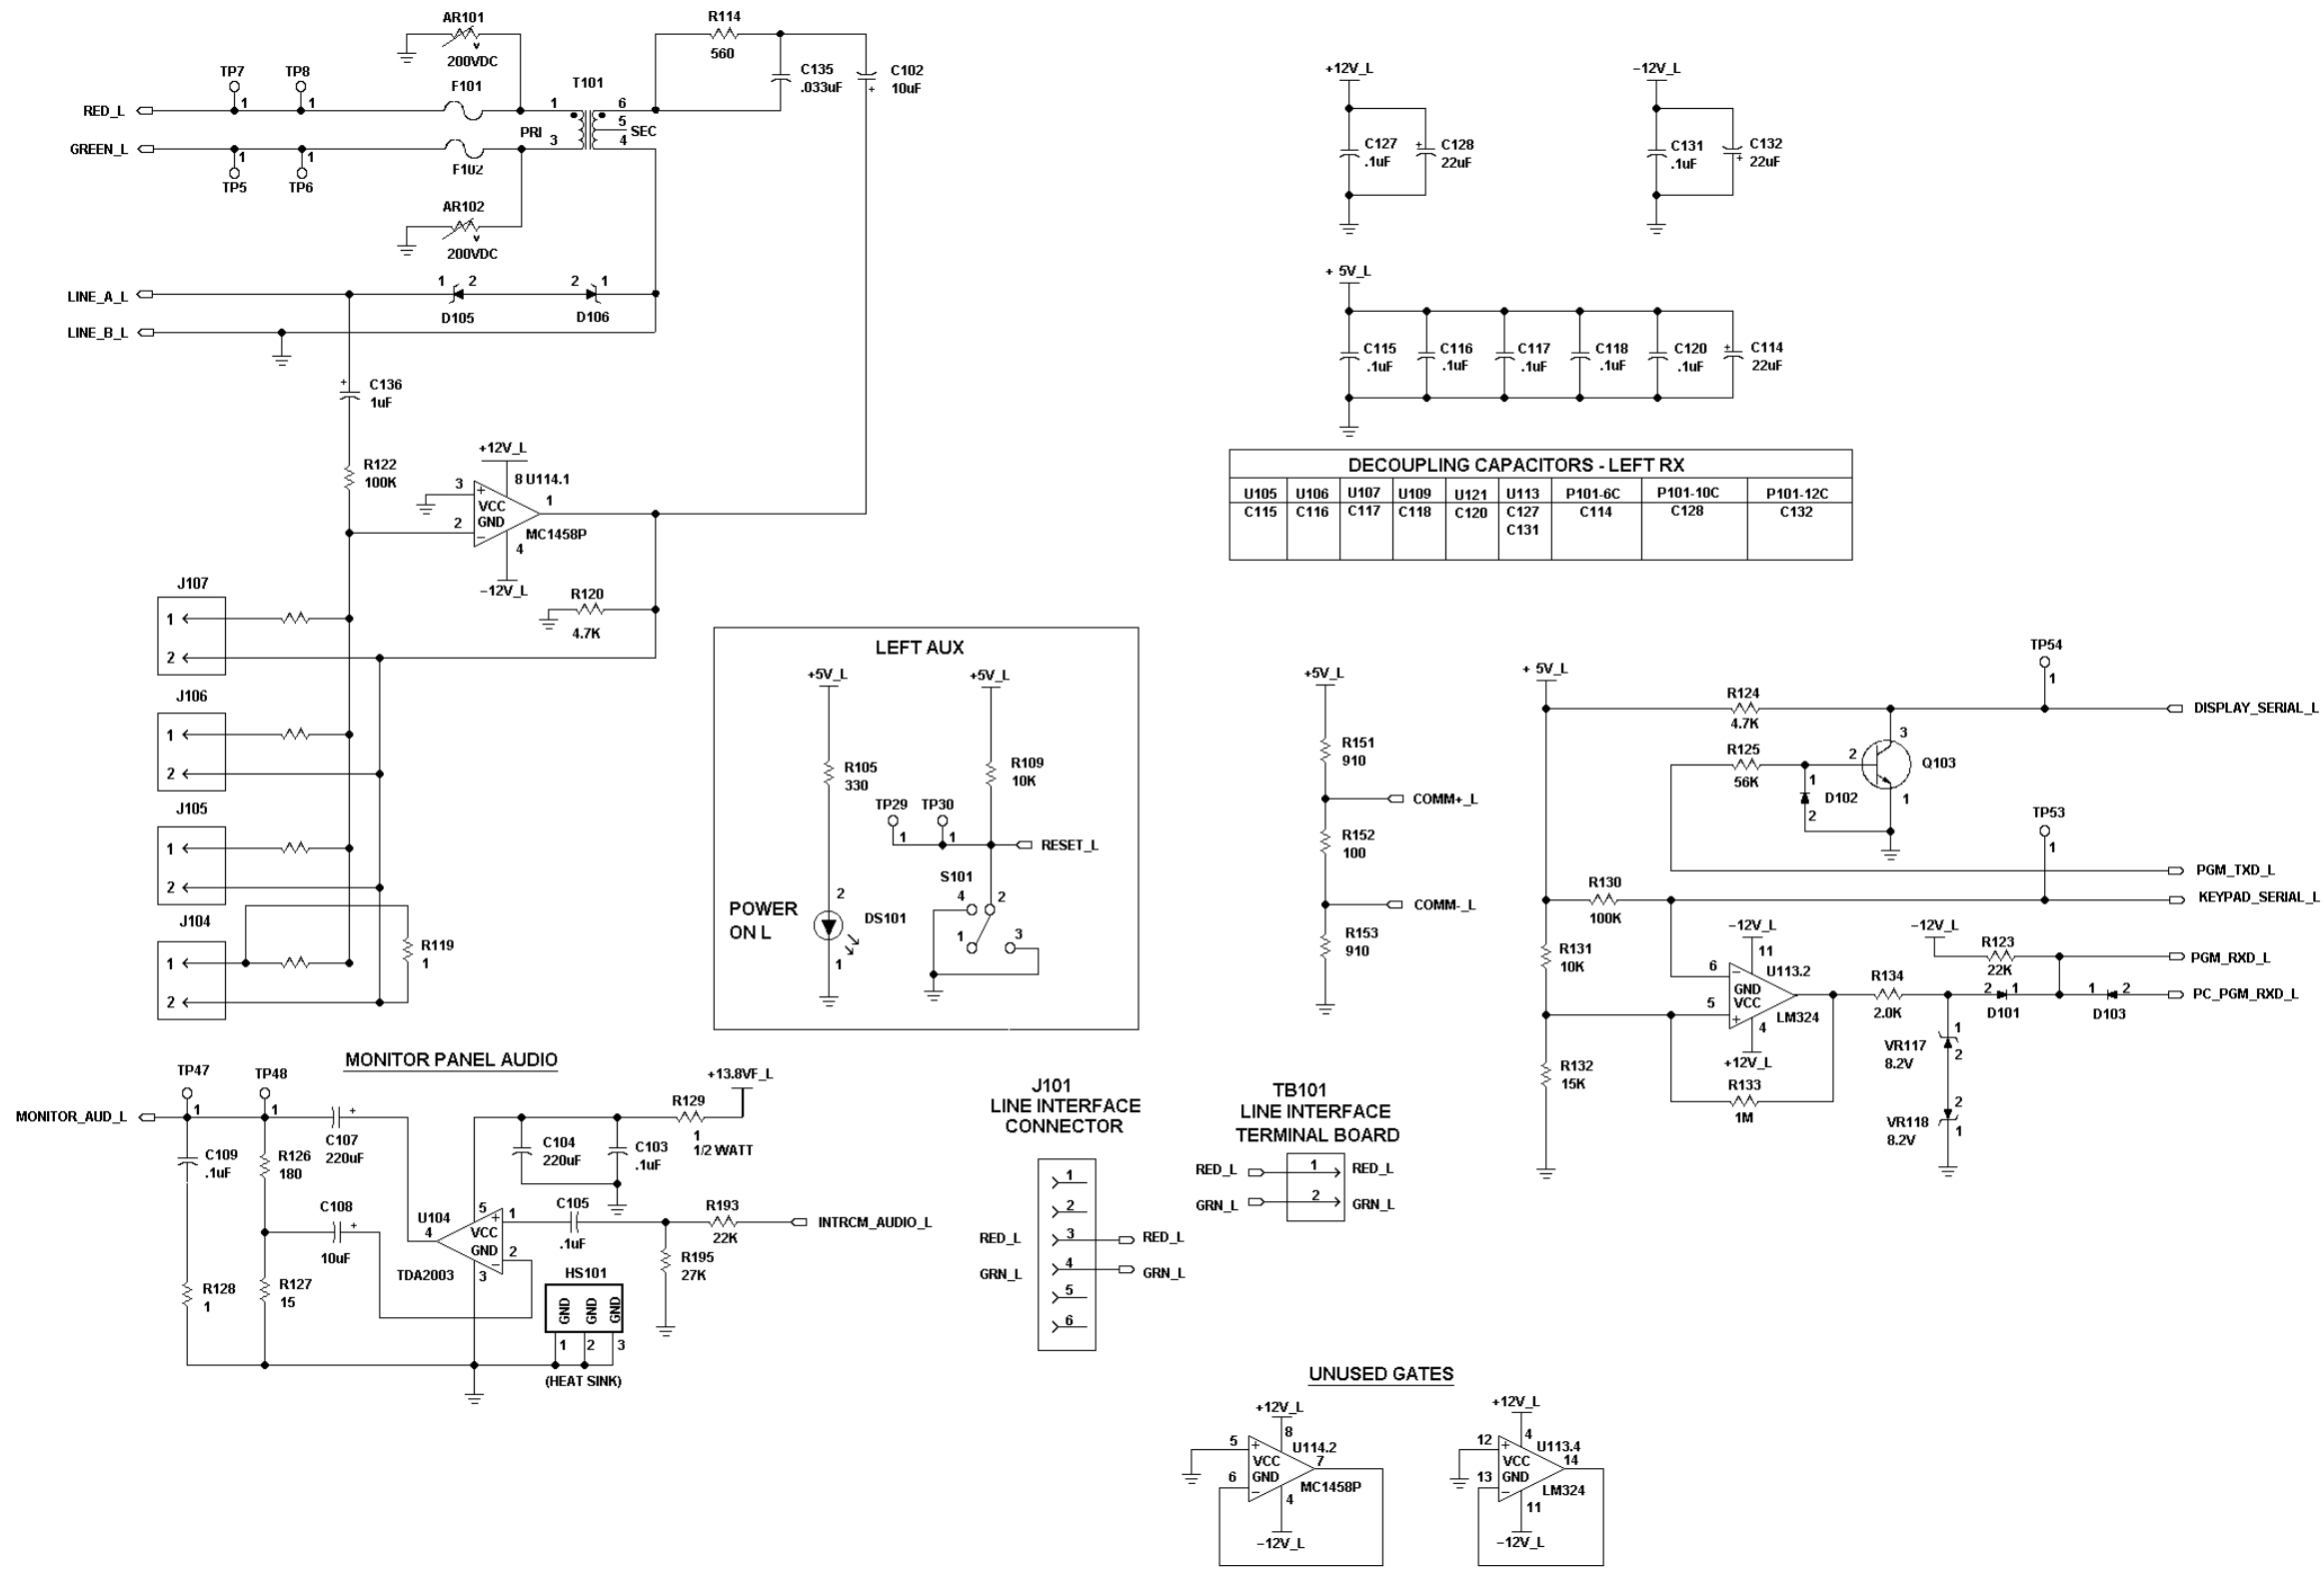 AR101
200VDC
TP7
TP8
1
1
F101
T101
RED_L
GREEN_L
1
1
TP5
TP6
F102
AR102
200VDC
PRI
1
3
6
5
4
SEC
R114
560
C135
.033uF
C102
10uF
+
LINE_A_L
LINE_B_L
1
2
D105
2
1
D106
+
C136
1uF
R122
100K
+12V_L
8
U114.1
3
+
VCC
GND
2
−
1
MC1458P
4
−12V_L
R120
4.7K
J107
1
2
J106
1
2
J105
1
2
J104
1
2
R119
1
+12V_L
C127
.1uF
+
C128
22uF
−12V_L
C131
.1uF
C132
22uF
+
+ 5V_L
C115
.1uF
C116
.1uF
C117
.1uF
C118
.1uF
C120
.1uF
+
C114
22uF
DECOUPLING CAPACITORS - LEFT RX
U105 U106 U107 U109 U121 U113 P101-6C P101-10C P101-12C
C115 C116 C117 C118 C120 C127 C114 C128 C132
C131
LEFT AUX
+5V_L
+5V_L
R105
330
R109
10K
TP29
TP30
1
1
RESET_L
S101
4
2
1
3
POWER
ON L
2
DS101
1
+5V_L
R151
910
COMM+_L
R152
100
COMM-_L
R153
910
+ 5V_L
TP54
1
R124
4.7K
DISPLAY_SERIAL_L
R125
56K
3
2
Q103
1
1
D102
2
TP53
1
PGM_TXD_L
R130
100K
KEYPAD_SERIAL_L
−12V_L
11
U113.2
6
−
GND
VCC
5
+
LM324
4
+12V_L
R131
10K
R132
15K
R133
1M
R134
2.0K
−12V_L
R123
22K
PGM_RXD_L
2
1
D101
1
2
D103
PC_PGM_RXD_L
VR117
8.2V
1
2
VR118
8.2V
2
1
MONITOR PANEL AUDIO
TP47
TP48
1
1
MONITOR_AUD_L
C109
.1uF
R126
180
+
C107
220uF
C108
+
10uF
R128
1
R127
15
+13.8VF_L
R129
1
1/2 WATT
C104
220uF
C103
.1uF
U104
4
5
+
1
VCC
GND
2
−
3
TDA2003
C105
.1uF
R193
22K
INTRCM_AUDIO_L
R195
27K
HS101
GND
GND
GND
1
2
3
(HEAT SINK)
J101
LINE INTERFACE
CONNECTOR
1
2
3
4
5
6
RED_L
RED_L
GRN_L
GRN_L
TB101
LINE INTERFACE
TERMINAL BOARD
RED_L
1
RED_L
GRN_L
2
GRN_L
UNUSED GATES
+12V_L
8
5
+
U114.2
VCC
GND
7
6
−
MC1458P
4
−12V_L
+12V_L
4
12
+
U113.4
VCC
GND
14
13
−
LM324
11
−12V_L